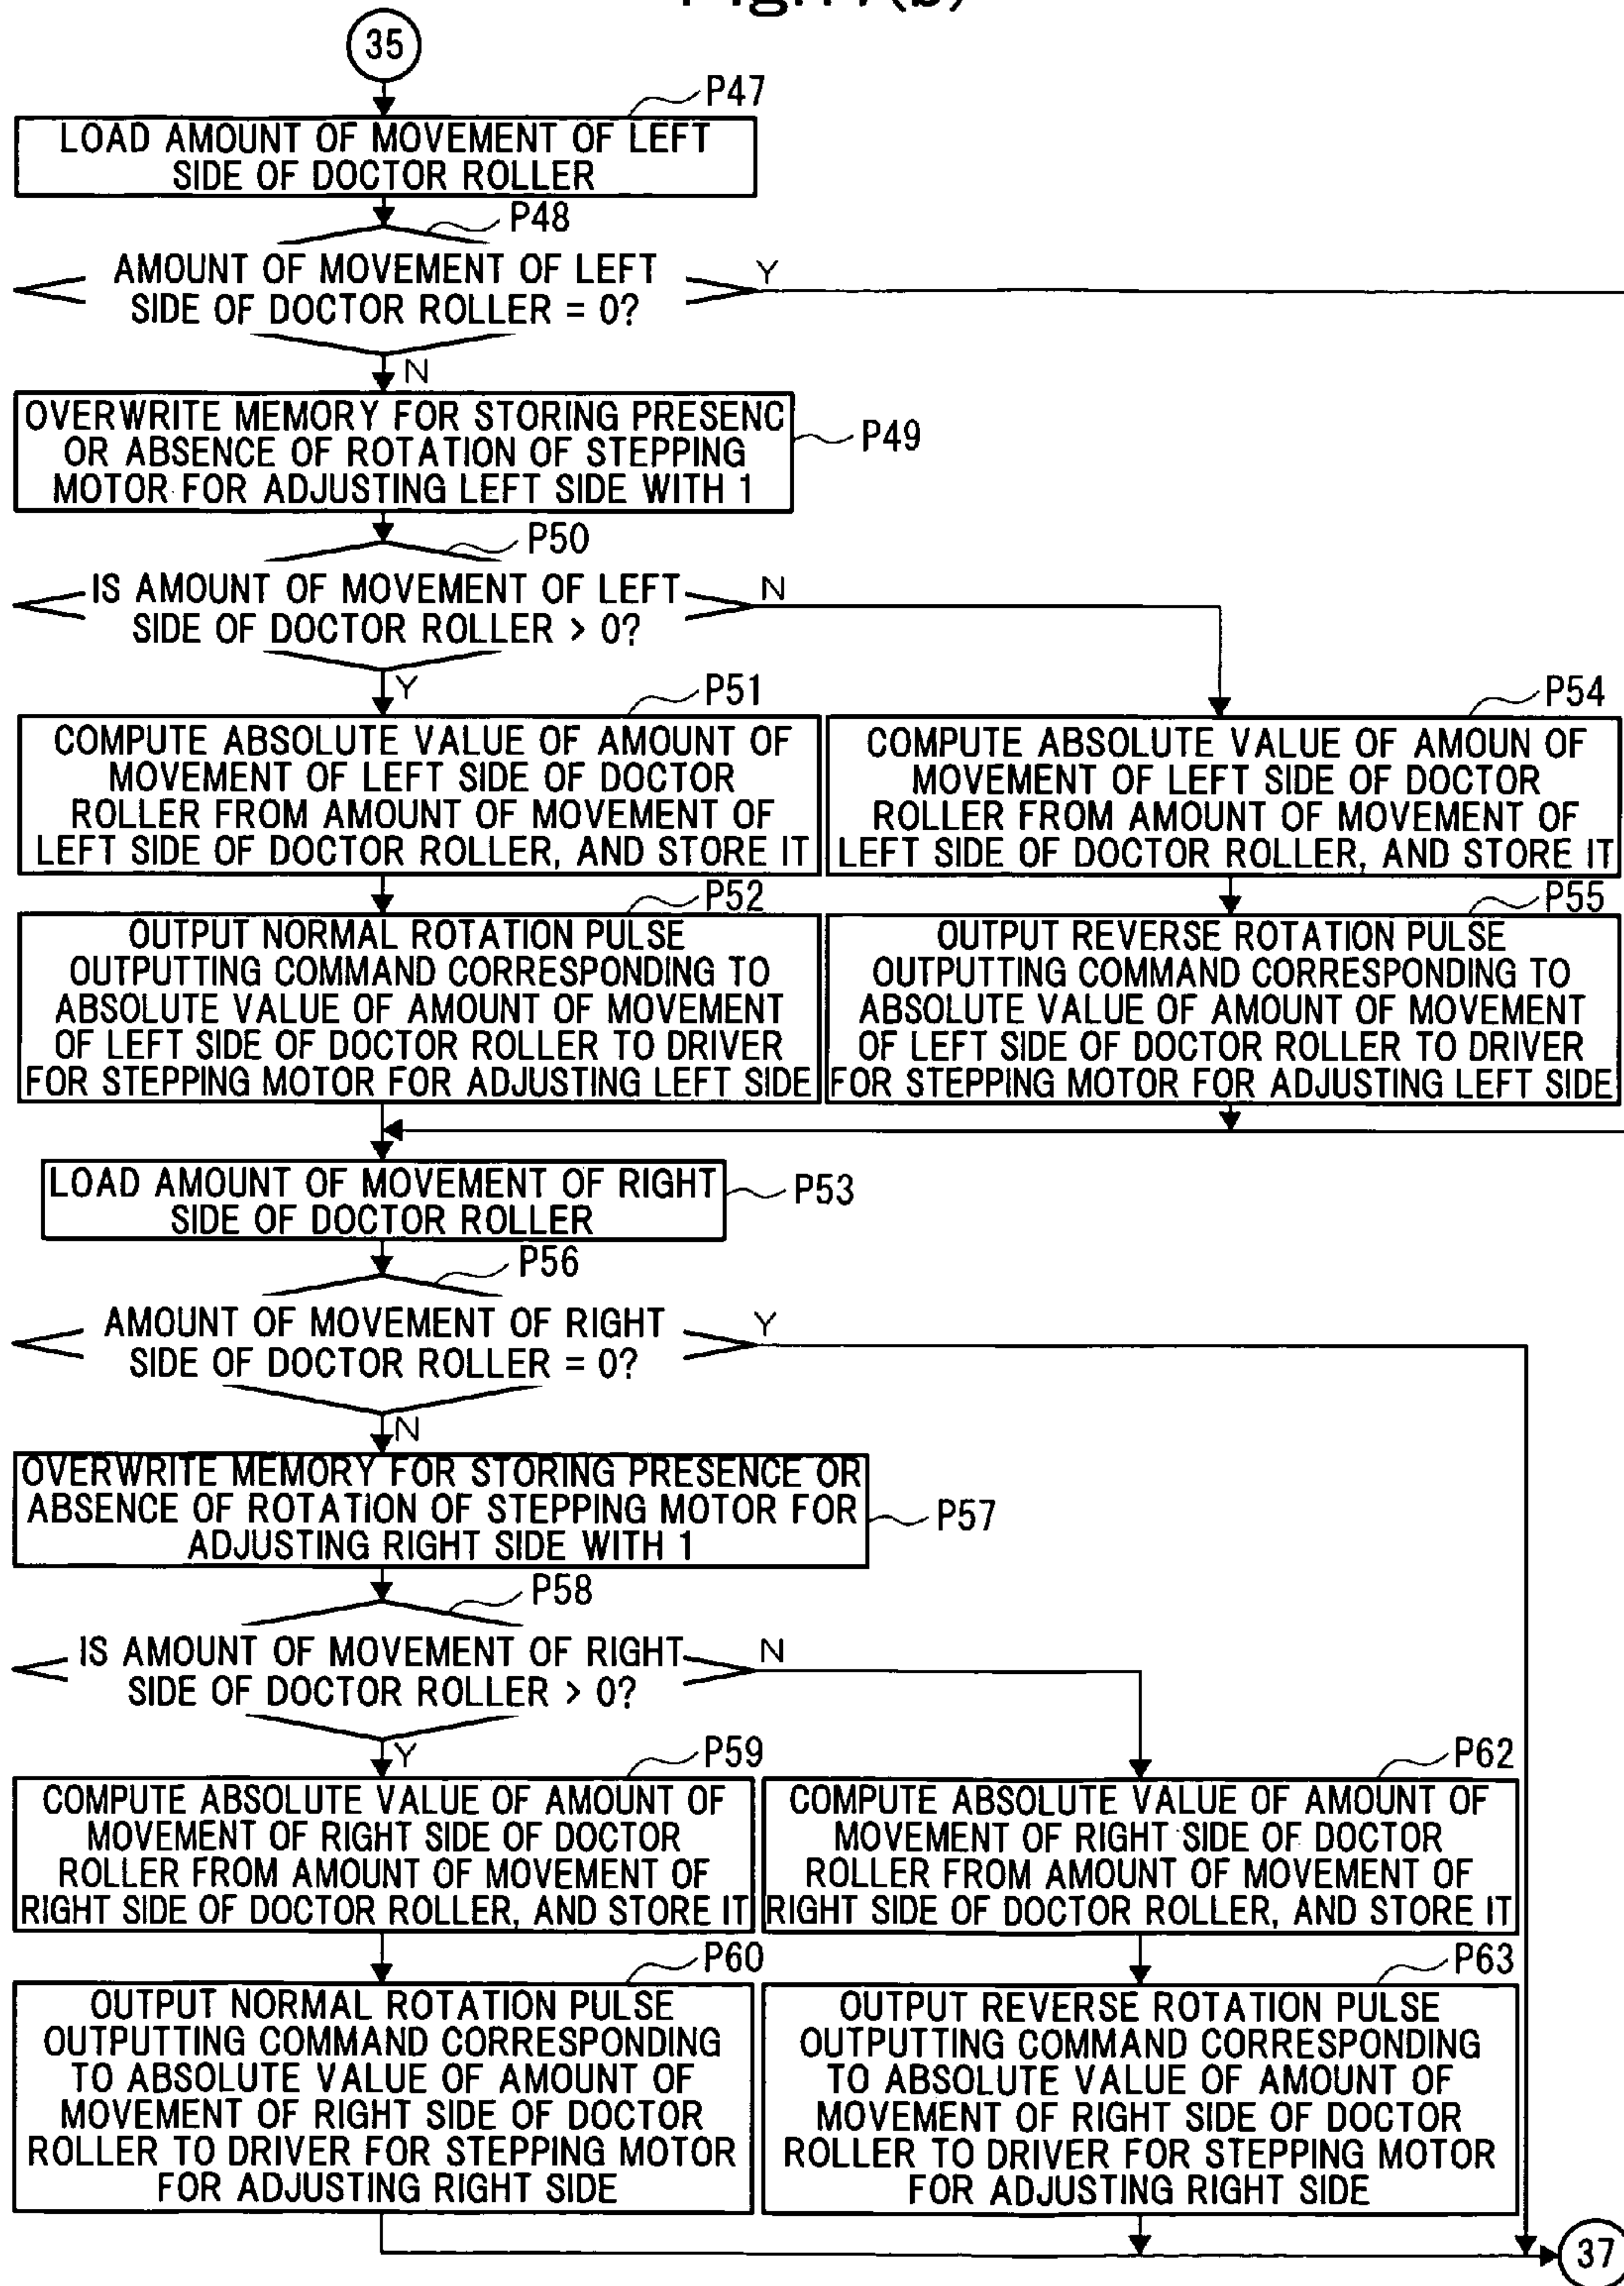 35
P47
LOAD AMOUNT OF MOVEMENT OF LEFT
SIDE OF DOCTOR ROLLER
P48
AMOUNT OF MOVEMENT OF LEFT
SIDE OF DOCTOR ROLLER = 0?
Y
N
OVERWRITE MEMORY FOR STORING PRESENC
OR ABSENCE OF ROTATION OF STEPPING
MOTOR FOR ADJUSTING LEFT SIDE WITH 1
P49
P50
IS AMOUNT OF MOVEMENT OF LEFT
SIDE OF DOCTOR ROLLER > 0?
N
Y
P51
COMPUTE ABSOLUTE VALUE OF AMOUNT OF
MOVEMENT OF LEFT SIDE OF DOCTOR
ROLLER FROM AMOUNT OF MOVEMENT OF
LEFT SIDE OF DOCTOR ROLLER, AND STORE IT
P54
COMPUTE ABSOLUTE VALUE OF AMOUN OF
MOVEMENT OF LEFT SIDE OF DOCTOR
ROLLER FROM AMOUNT OF MOVEMENT OF
LEFT SIDE OF DOCTOR ROLLER, AND STORE IT
P52
OUTPUT NORMAL ROTATION PULSE
OUTPUTTING COMMAND CORRESPONDING TO
ABSOLUTE VALUE OF AMOUNT OF MOVEMENT
OF LEFT SIDE OF DOCTOR ROLLER TO DRIVER
FOR STEPPING MOTOR FOR ADJUSTING LEFT SIDE
P55
OUTPUT REVERSE ROTATION PULSE
OUTPUTTING COMMAND CORRESPONDING TO
ABSOLUTE VALUE OF AMOUNT OF MOVEMENT
OF LEFT SIDE OF DOCTOR ROLLER TO DRIVER
FOR STEPPING MOTOR FOR ADJUSTING LEFT SIDE
LOAD AMOUNT OF MOVEMENT OF RIGHT
SIDE OF DOCTOR ROLLER
P53
P56
AMOUNT OF MOVEMENT OF RIGHT
SIDE OF DOCTOR ROLLER = 0?
Y
N
OVERWRITE MEMORY FOR STORING PRESENCE OR
ABSENCE OF ROTATION OF STEPPING MOTOR FOR
ADJUSTING RIGHT SIDE WITH 1
P57
P58
IS AMOUNT OF MOVEMENT OF RIGHT
SIDE OF DOCTOR ROLLER > 0?
N
Y
P59
COMPUTE ABSOLUTE VALUE OF AMOUNT OF
MOVEMENT OF RIGHT SIDE OF DOCTOR
ROLLER FROM AMOUNT OF MOVEMENT OF
RIGHT SIDE OF DOCTOR ROLLER, AND STORE IT
P62
COMPUTE ABSOLUTE VALUE OF AMOUNT OF
MOVEMENT OF RIGHT SIDE OF DOCTOR
ROLLER FROM AMOUNT OF MOVEMENT OF
RIGHT SIDE OF DOCTOR ROLLER, AND STORE IT
P60
OUTPUT NORMAL ROTATION PULSE
OUTPUTTING COMMAND CORRESPONDING
TO ABSOLUTE VALUE OF AMOUNT OF
MOVEMENT OF RIGHT SIDE OF DOCTOR
ROLLER TO DRIVER FOR STEPPING MOTOR
FOR ADJUSTING RIGHT SIDE
P63
OUTPUT REVERSE ROTATION PULSE
OUTPUTTING COMMAND CORRESPONDING
TO ABSOLUTE VALUE OF AMOUNT OF
MOVEMENT OF RIGHT SIDE OF DOCTOR
ROLLER TO DRIVER FOR STEPPING MOTOR
FOR ADJUSTING RIGHT SIDE
37